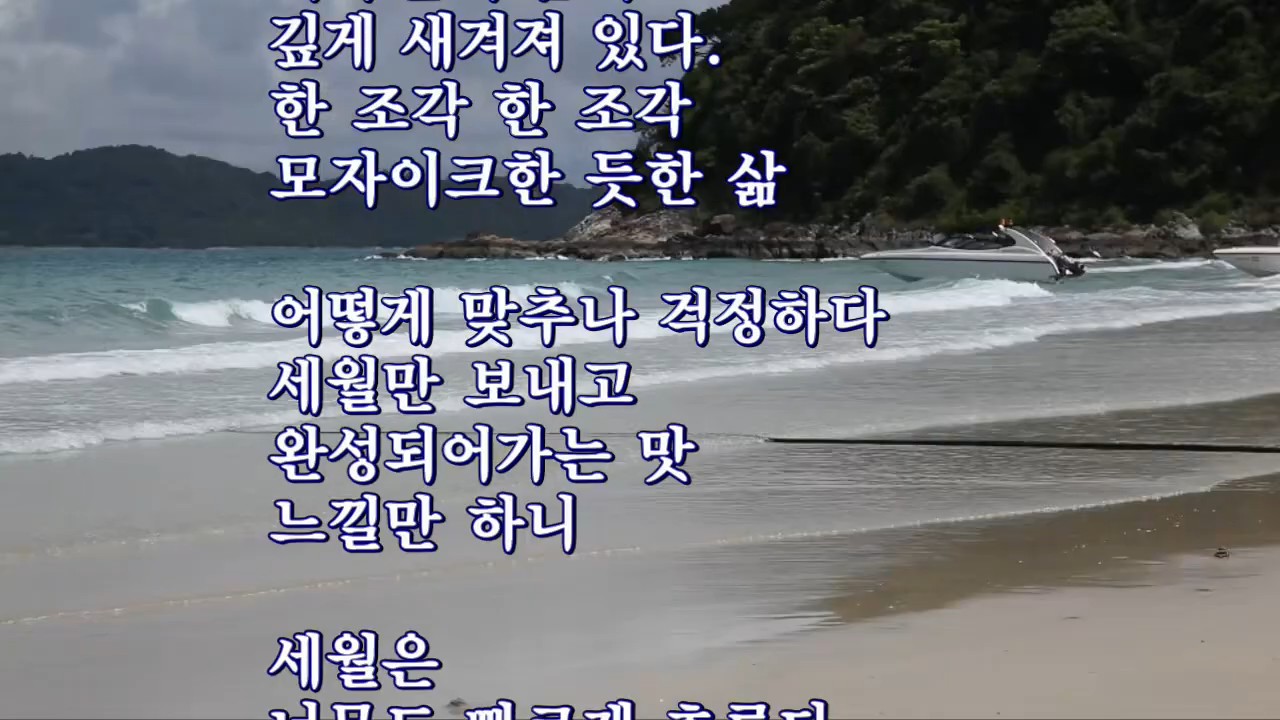 깊게 새겨져 있다.
한 조각 한 조각
모자이크한 듯한 삶
어떻게 맞추나 걱정하다
세월만 보내고
완성되어가는 맛
느낄만 하니
세월은